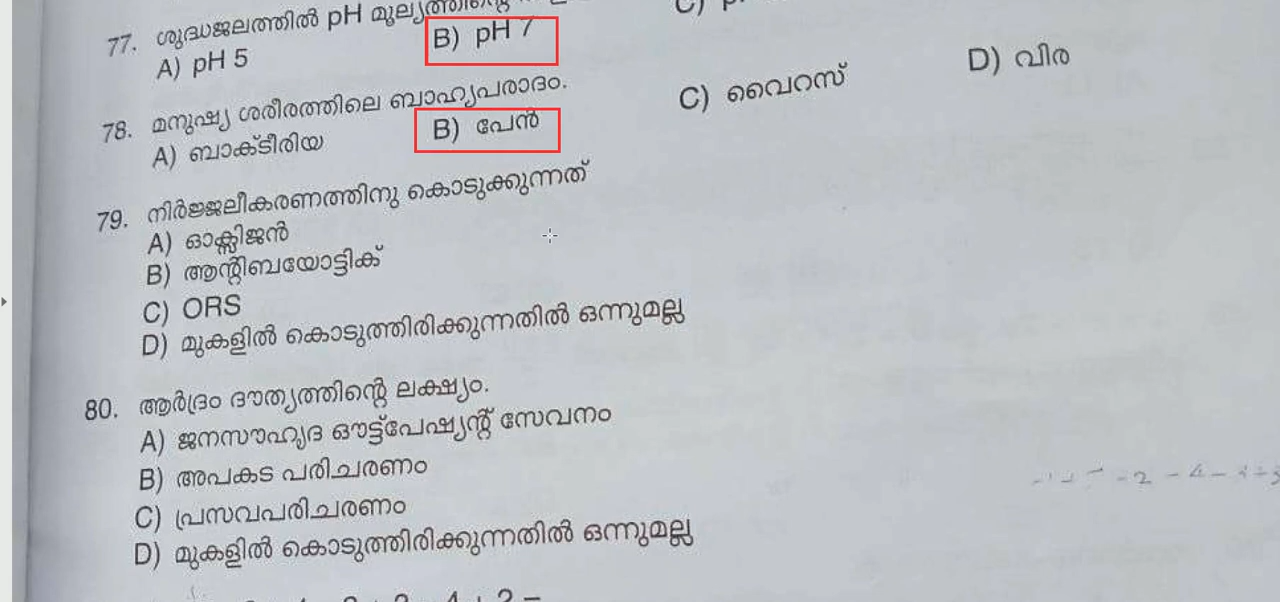 77. ശുദ്ധജലത്തിൽ pH മൂല്യത്തിന്റെ
A) pH 5 B) pH 7 C)
78. മനുഷ്യ ശരീരത്തിലെ ബാഹ്യപരാദം.
A) ബാക്ടീരിയ B) പേൻ C) വൈറസ് D) വിര
79. നിർജ്ജലീകരണത്തിനു കൊടുക്കുന്നത്
A) ഓക്സിജൻ
B) ആന്റിബയോട്ടിക്
C) ORS
D) മുകളിൽ കൊടുത്തിരിക്കുന്നതിൽ ഒന്നുമല്ല
80. ആർദ്രം ദൗത്യത്തിന്റെ ലക്ഷ്യം.
A) ജനസൗഹൃദ ഔട്ട്പേഷ്യന്റ് സേവനം
B) അപകട പരിചരണം
C) പ്രസവപരിചരണം
D) മുകളിൽ കൊടുത്തിരിക്കുന്നതിൽ ഒന്നുമല്ല